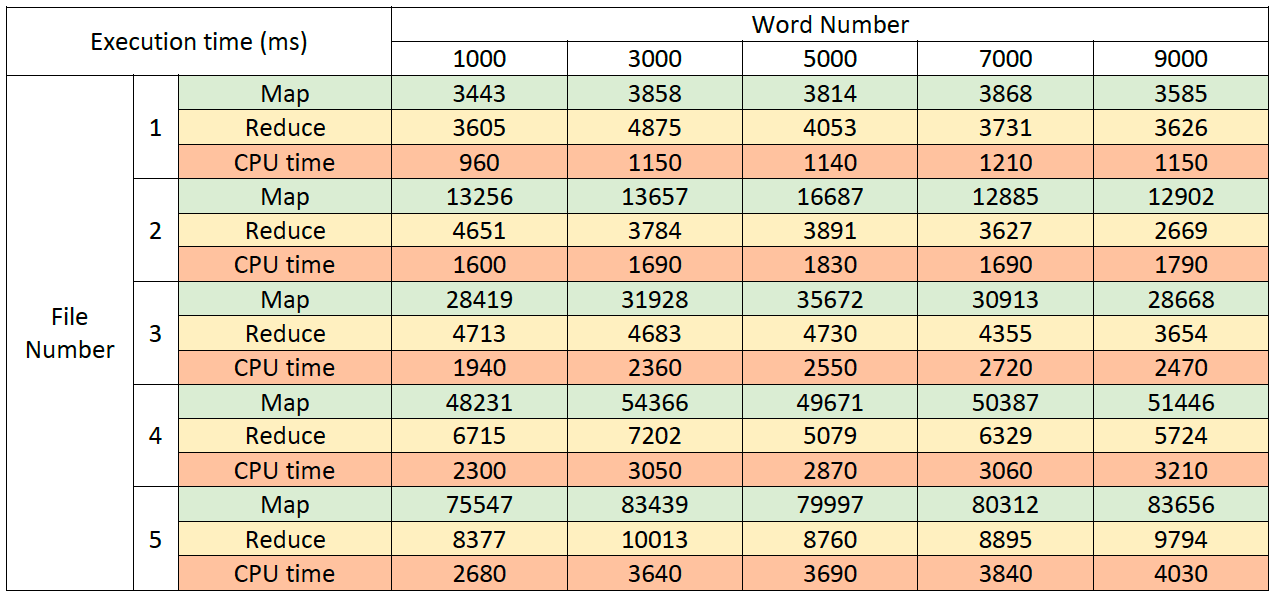 Execution time (ms) Word Number
1000 3000 5000 7000 9000
File Number
1
Map 3443 3858 3814 3868 3585
Reduce 3605 4875 4053 3731 3626
CPU time 960 1150 1140 1210 1150
2
Map 13256 13657 16687 12885 12902
Reduce 4651 3784 3891 3627 2669
CPU time 1600 1690 1830 1690 1790
3
Map 28419 31928 35672 30913 28668
Reduce 4713 4683 4730 4355 3654
CPU time 1940 2360 2550 2720 2470
4
Map 48231 54366 49671 50387 51446
Reduce 6715 7202 5079 6329 5724
CPU time 2300 3050 2870 3060 3210
5
Map 75547 83439 79997 80312 83656
Reduce 8377 10013 8760 8895 9794
CPU time 2680 3640 3690 3840 4030